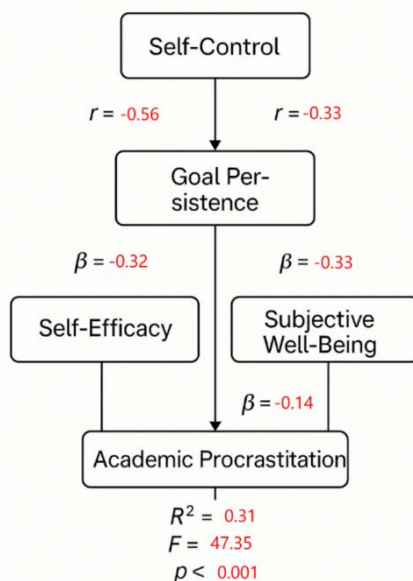 Self-Control
r = -0.56
r = -0.33
Goal Per-
sistence
β = -0.32
β = -0.33
Self-Efficacy
Subjective
Well-Being
β = -0.14
Academic Procrastitation
R² = 0.31
F = 47.35
p < 0.001